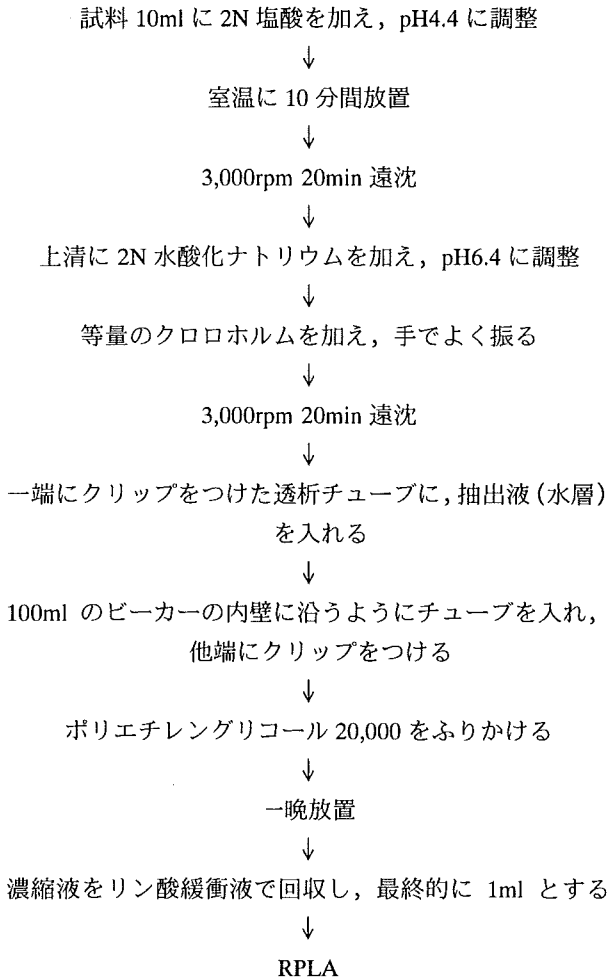 試料 10ml に 2N 塩酸を加え，pH4.4 に調整
↓
室温に 10 分間放置
↓
3,000rpm 20min 遠沈
↓
上清に 2N 水酸化ナトリウムを加え，pH6.4 に調整
↓
等量のクロロホルムを加え，手でよく振る
↓
3,000rpm 20min 遠沈
↓
一端にクリップをつけた透析チューブに，抽出液（水層）
を入れる
↓
100ml のビーカーの内壁に沿うようにチューブを入れ，
他端にクリップをつける
↓
ポリエチレングリコール 20,000 をふりかける
↓
一晩放置
↓
濃縮液をリン酸緩衝液で回収し，最終的に 1ml とする
↓
RPLA